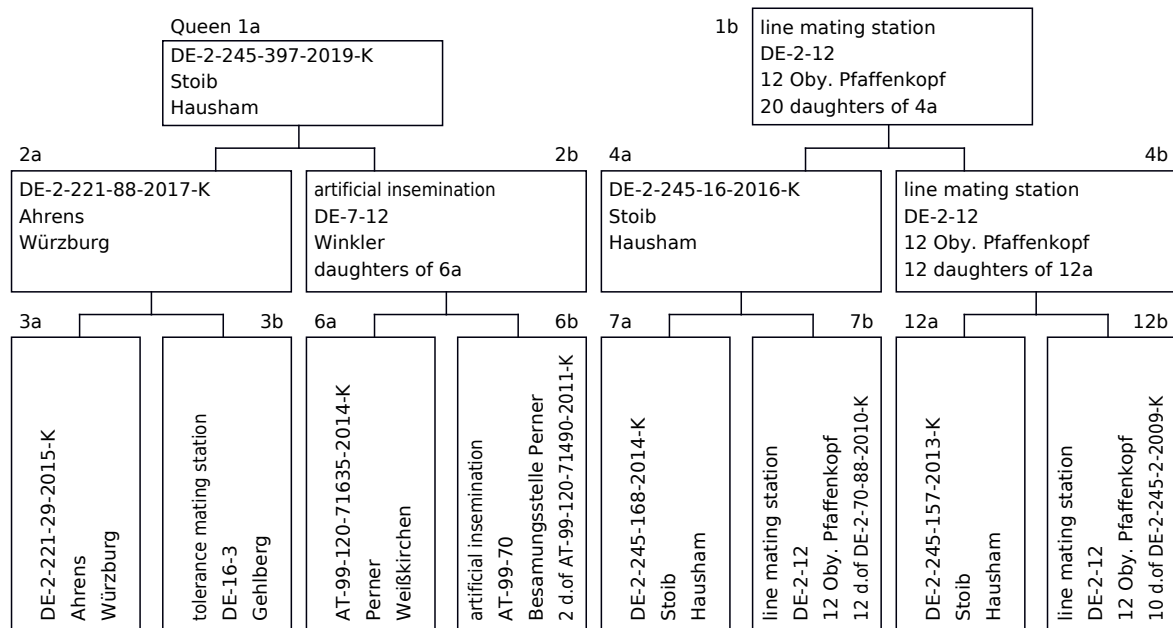 Queen 1a
DE-2-245-397-2019-K
Stoib
Hausham
1b
line mating station
DE-2-12
12 Oby. Pfaffenkopf
20 daughters of 4a
2a
DE-2-221-88-2017-K
Ahrens
Würzburg
2b
artificial insemination
DE-7-12
Winkler
daughters of 6a
4a
DE-2-245-16-2016-K
Stoib
Hausham
4b
line mating station
DE-2-12
12 Oby. Pfaffenkopf
12 daughters of 12a
3a
DE-2-221-29-2015-K
Ahrens
Würzburg
3b
tolerance mating station
DE-16-3
Gehlberg
6a
AT-99-120-71635-2014-K
Perner
Weißkirchen
6b
artificial insemination
AT-99-70
Besamungsstelle Perner
2 d.of AT-99-120-71490-2011-K
7a
DE-2-245-168-2014-K
Stoib
Hausham
7b
line mating station
DE-2-12
12 Oby. Pfaffenkopf
12 d.of DE-2-70-88-2010-K
12a
DE-2-245-157-2013-K
Stoib
Hausham
12b
line mating station
DE-2-12
12 Oby. Pfaffenkopf
10 d.of DE-2-245-2-2009-K